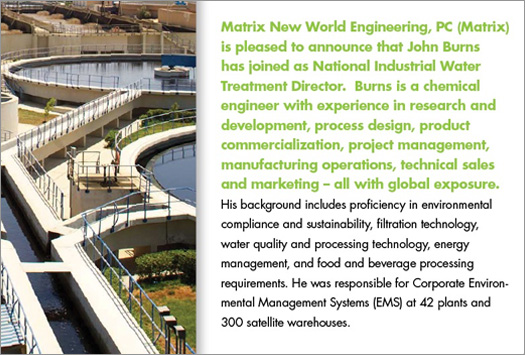 Matrix New World Engineering, PC (Matrix)
is pleased to announce that John Burns
has joined as National Industrial Water
Treatment Director.  Burns is a chemical
engineer with experience in research and
development, process design, product
commercialization, project management,
manufacturing operations, technical sales
and marketing – all with global exposure.
His background includes proficiency in environmental
compliance and sustainability, filtration technology,
water quality and processing technology, energy
management, and food and beverage processing
requirements. He was responsible for Corporate Environ-
mental Management Systems (EMS) at 42 plants and
300 satellite warehouses.